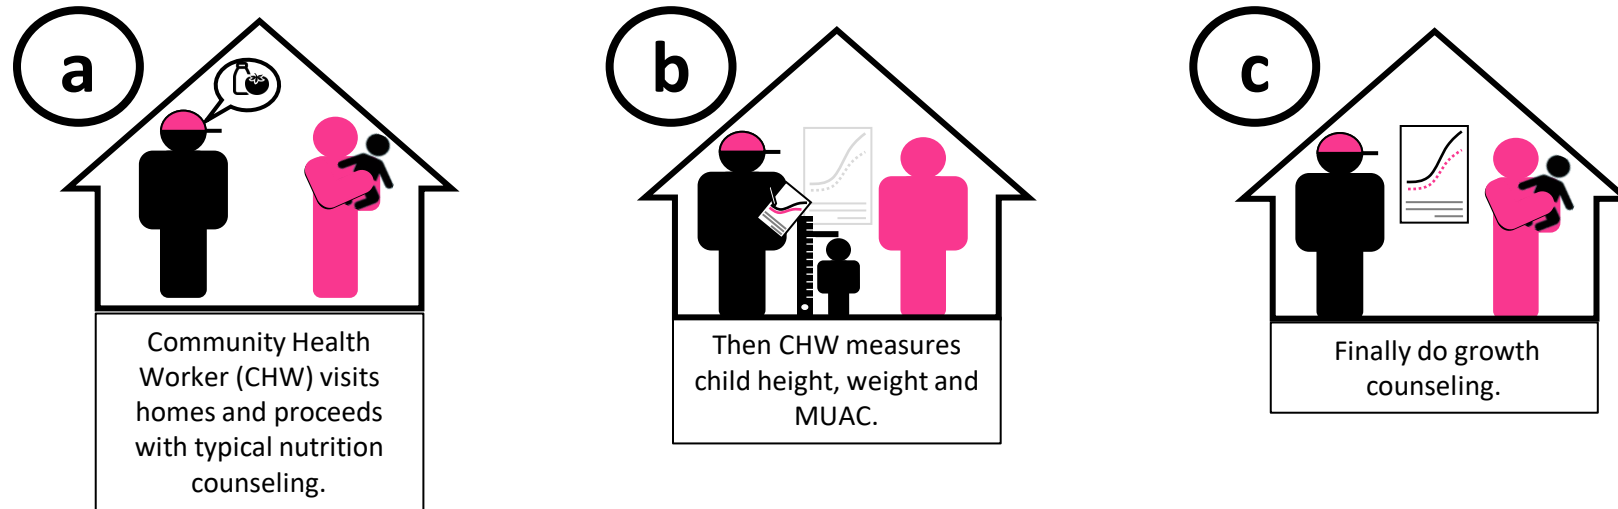 a
Community Health
Worker (CHW) visits
homes and proceeds
with typical nutrition
counseling.
b
Then CHW measures
child height, weight and
MUAC.
c
Finally do growth
counseling.